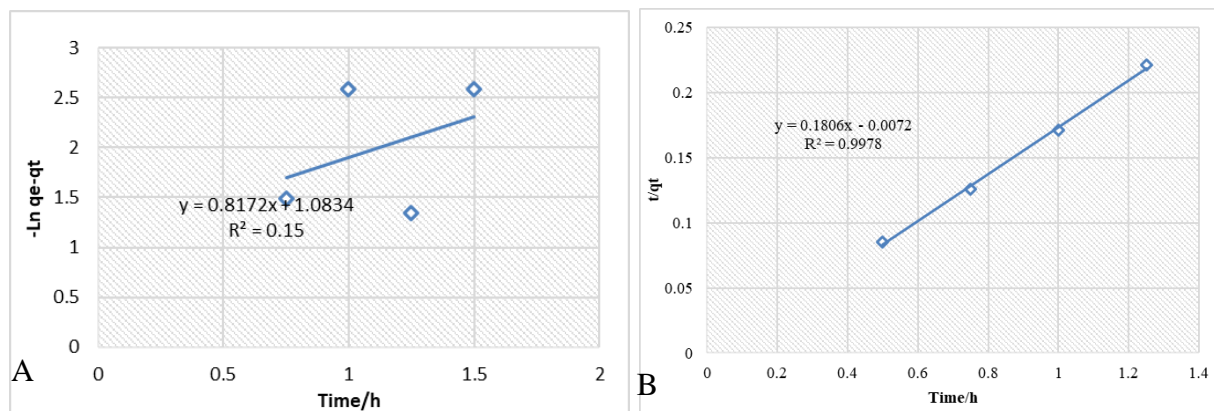 3
2.5
2
1.5
1
0.5
0
-Ln qe-qt
y = 0.8172x + 1.0834
R² = 0.15
0 0.5 1 1.5 2
Time/h
A
0.25
0.2
0.15
0.1
0.05
0
t/qt
y = 0.1806x - 0.0072
R² = 0.9978
0 0.2 0.4 0.6 0.8 1 1.2 1.4
Time/h
B